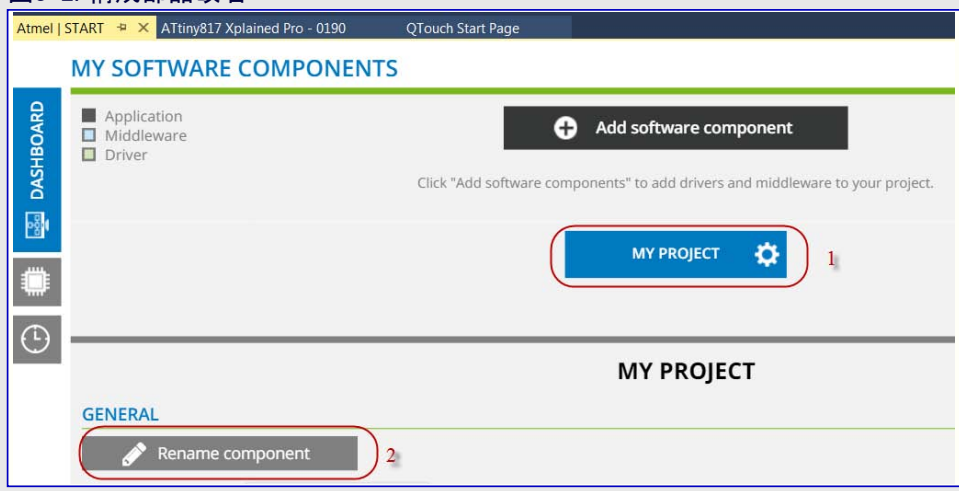 Atmel | START
ATtiny817 Xplained Pro - 0190
QTouch Start Page
MY SOFTWARE COMPONENTS
DASHBOARD
Application
Middleware
Driver
Add software component
Click "Add software components" to add drivers and middleware to your project.
MY PROJECT
1
MY PROJECT
GENERAL
Rename component
2